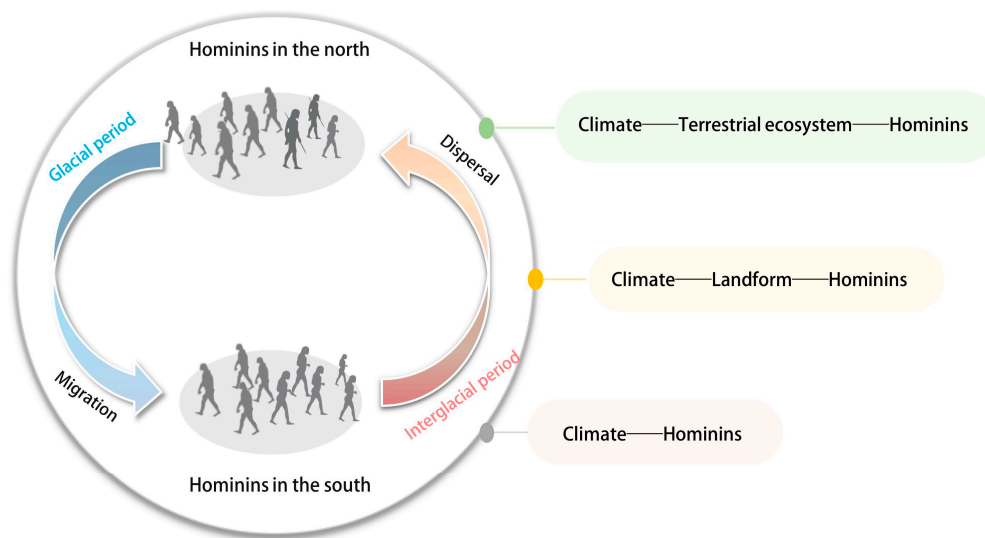 Hominins in the north
Glacial period
Dispersal
Migration
Interglacial period
Hominins in the south
Climate——Terrestrial ecosystem——Hominins
Climate——Landform——Hominins
Climate——Hominins